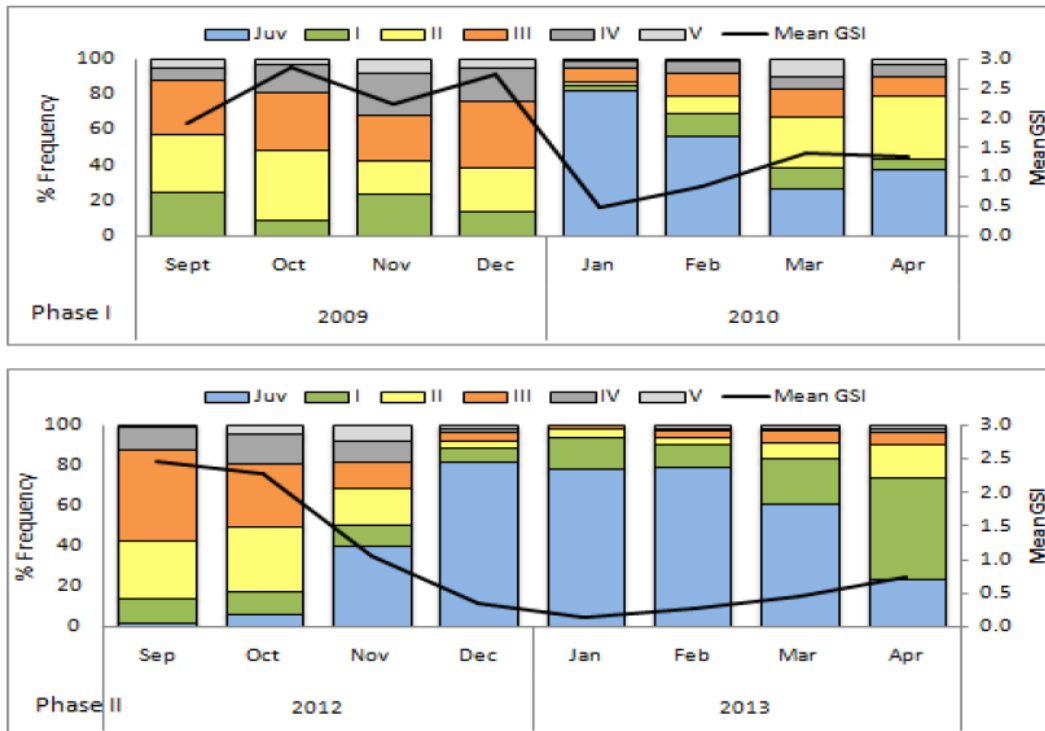 Juv I II III IV V Mean GSI
100 3.0
80 2.5
60 2.0
40 1.5
20 1.0
0 0.5
0.0
% Frequency
MeanGSI
Sept Oct Nov Dec Jan Feb Mar Apr
Phase I 2009 2010
Juv I II III IV V Mean GSI
100 3.0
80 2.5
60 2.0
40 1.5
20 1.0
0 0.5
0.0
% Frequency
MeanGSI
Sep Oct Nov Dec Jan Feb Mar Apr
Phase II 2012 2013